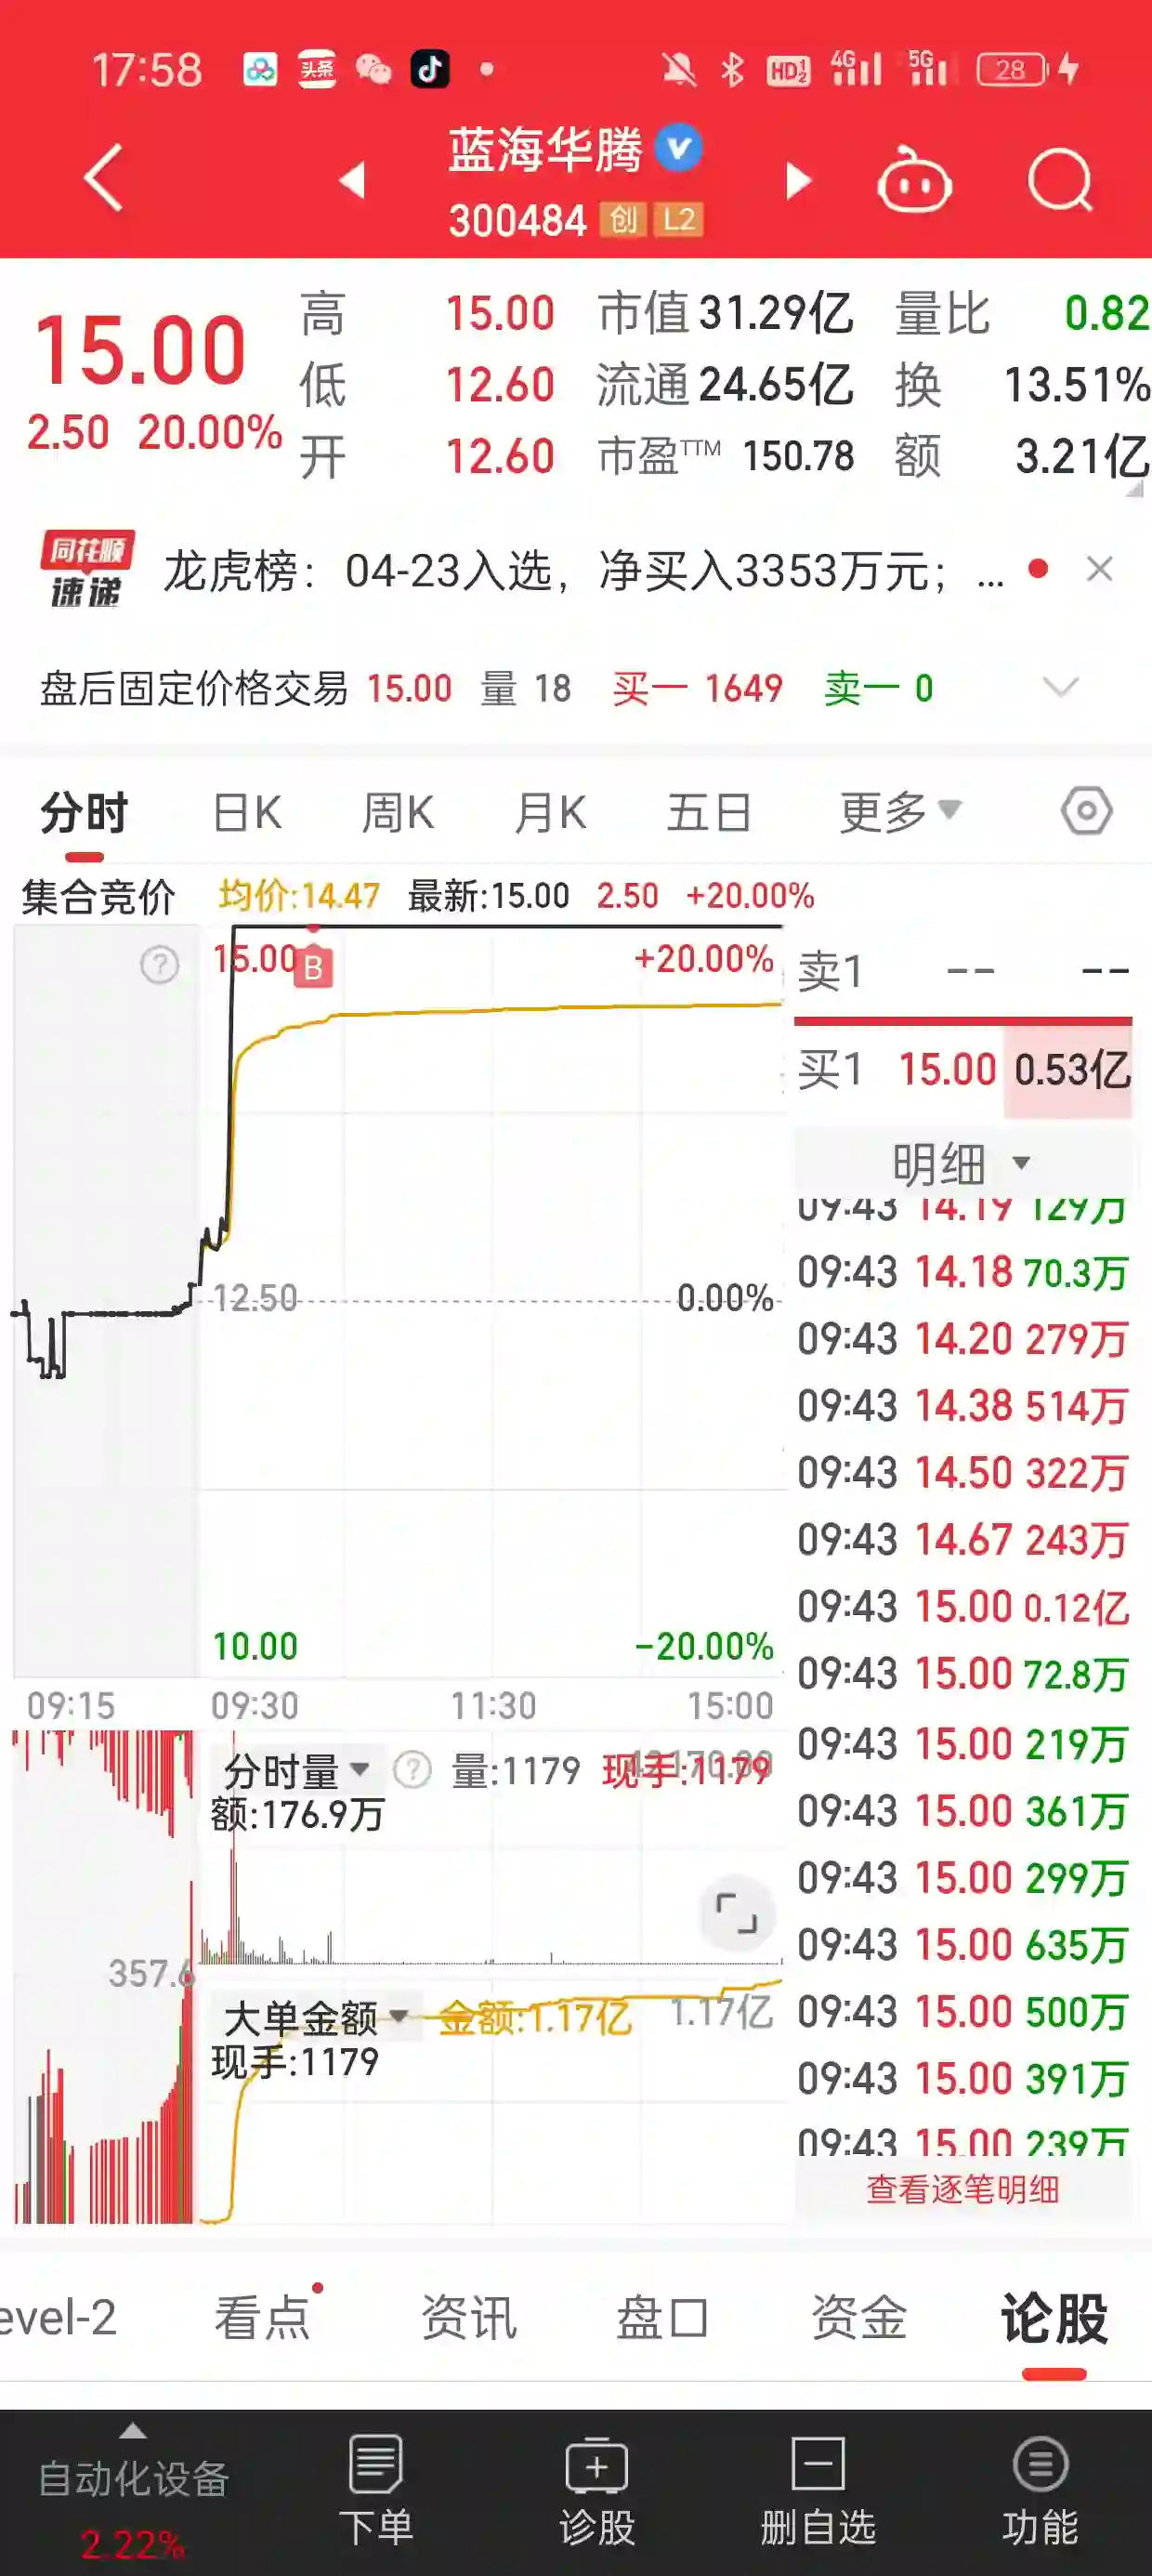 17:58 头条 HD1 2 4G 5G 28
蓝海华腾
300484 创 L2
15.00
2.50 20.00%
高 15.00 市值 31.29亿 量比 0.82
低 12.60 流通 24.65亿 换 13.51%
开 12.60 市盈TTM 150.78 额 3.21亿
同花顺 速递 龙虎榜：04-23入选，净买入3353万元；...
盘后固定价格交易 15.00 量 18 买一 1649 卖一 0
分时 日K 周K 月K 五日 更多
集合竞价 均价:14.47 最新:15.00 2.50 +20.00%
15.00 B +20.00%
12.50 0.00%
10.00 -20.00%
09:15 09:30 11:30 15:00
卖1 -- --
买1 15.00 0.53亿
明细
09:43 14.19 129万
09:43 14.18 70.3万
09:43 14.20 279万
09:43 14.38 514万
09:43 14.50 322万
09:43 14.67 243万
09:43 15.00 0.12亿
09:43 15.00 72.8万
09:43 15.00 219万
09:43 15.00 361万
09:43 15.00 299万
09:43 15.00 635万
09:43 15.00 500万
09:43 15.00 391万
09:43 15.00 239万
查看逐笔明细
分时量 量:1179 现手:1179
额:176.9万
357.6
大单金额 金额:1.17亿 1.17亿
现手:1179
evel-2 看点 资讯 盘口 资金 论股
自动化设备
2.22%
下单 诊股 删自选 功能